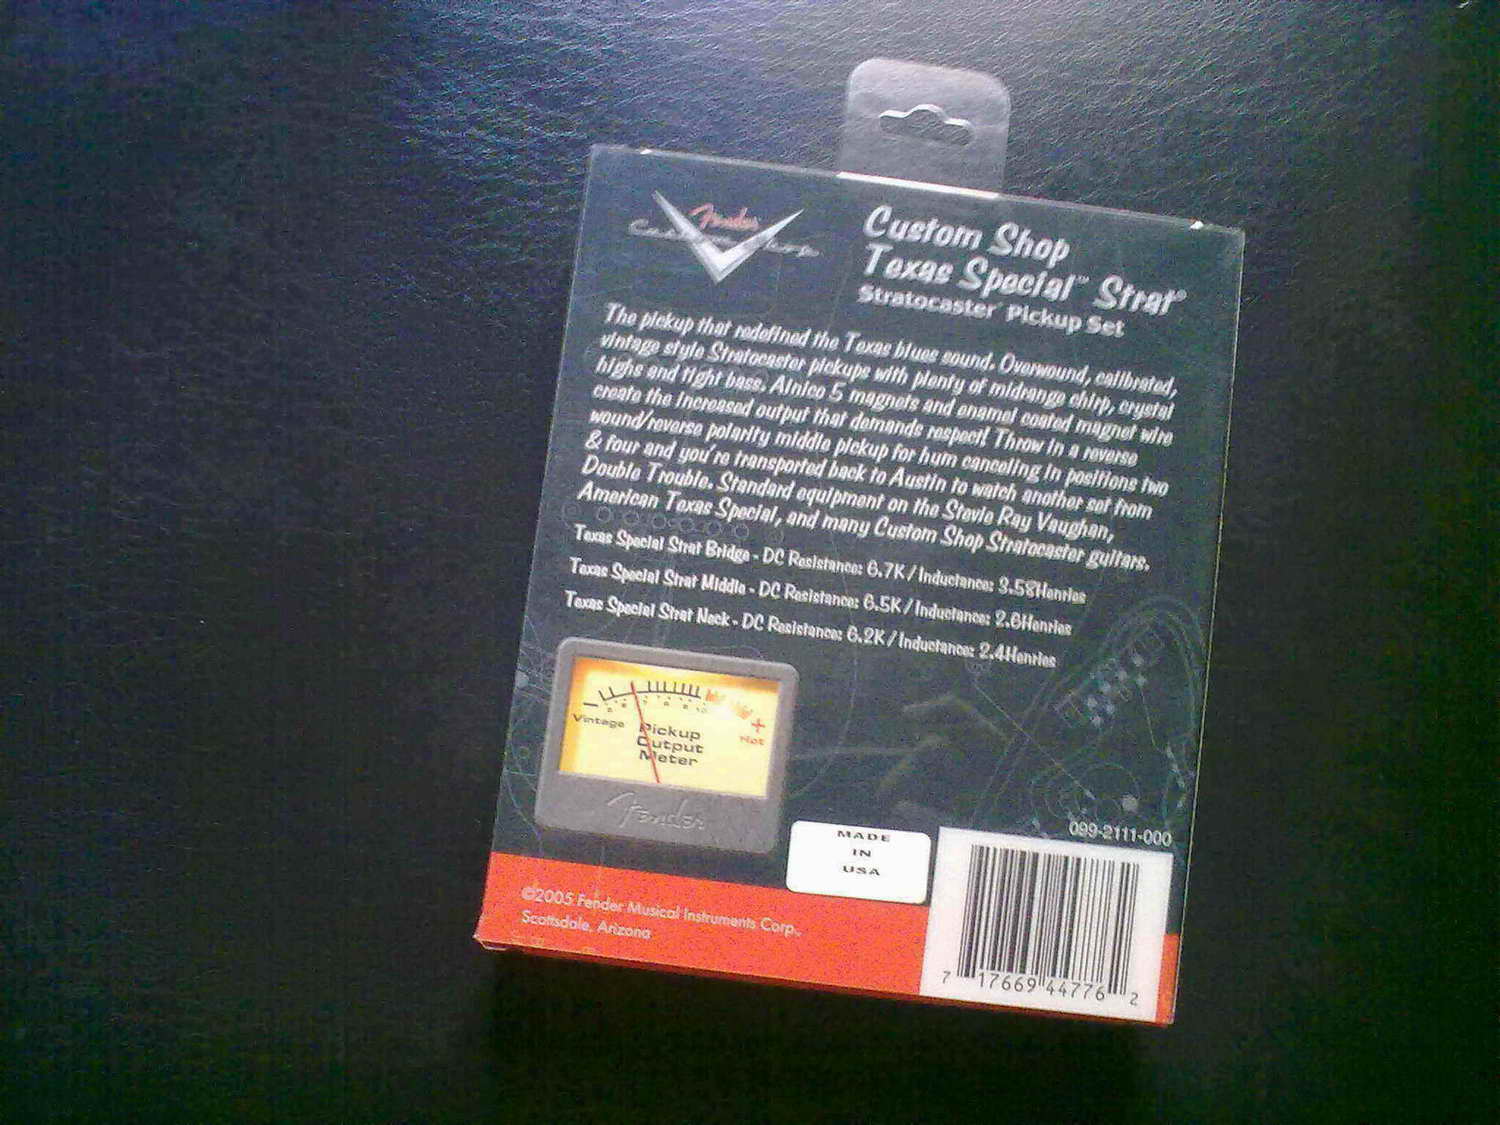 Fender
Custom Shop
Custom Shop
Texas Special™ Strat®
Stratocaster® Pickup Set
The pickup that redefined the Texas blues sound. Overwound, calibrated,
vintage style Stratocaster pickups with plenty of midrange chirp, crystal
highs and tight bass. Alnico 5 magnets and enamel coated magnet wire
create the increased output that demands respect! Throw in a reverse
wound/reverse polarity middle pickup for hum canceling in positions two
& four and you're transported back to Austin to watch another set from
Double Trouble. Standard equipment on the Stevie Ray Vaughan,
American Texas Special, and many Custom Shop Stratocaster guitars.
Texas Special Strat Bridge - DC Resistance: 6.7K / Inductance: 3.58Henries
Texas Special Strat Middle - DC Resistance: 6.5K / Inductance: 2.6Henries
Texas Special Strat Neck - DC Resistance: 6.2K / Inductance: 2.4Henries
Vintage
+
Hot
Pickup
Output
Meter
Fender
MADE
IN
USA
099-2111-000
7 17669 44776 2
©2005 Fender Musical Instruments Corp.,
Scottsdale, Arizona